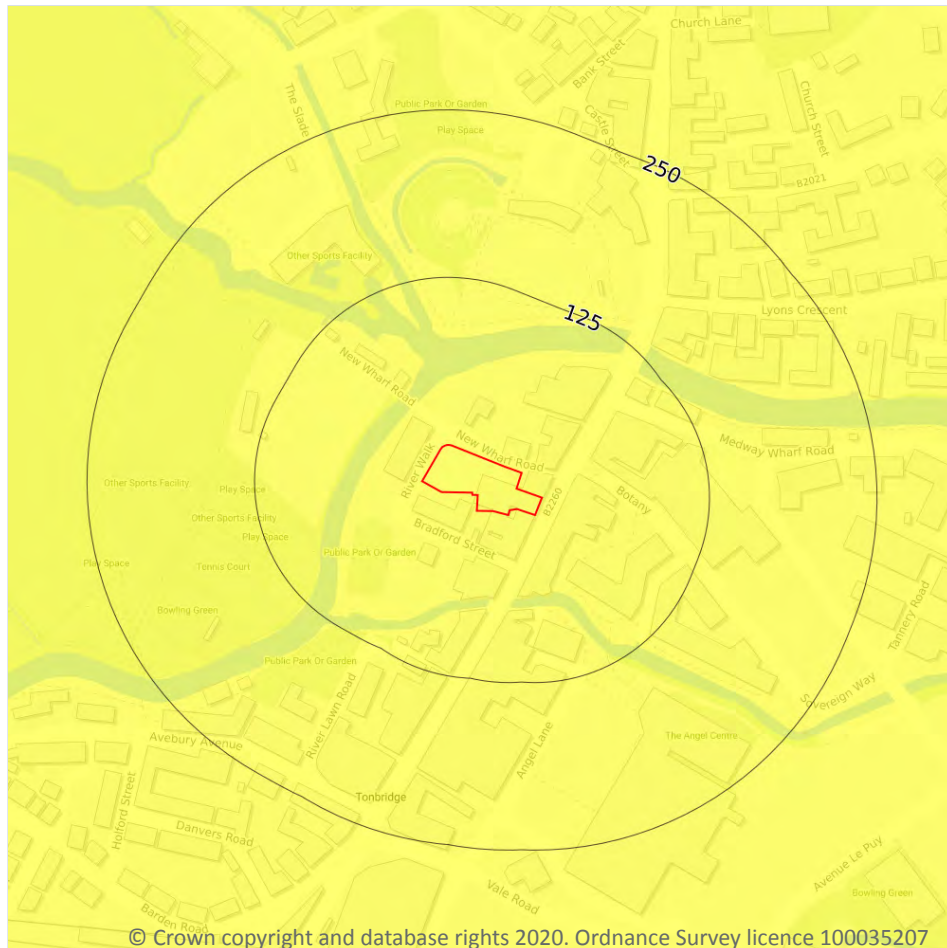 Church Lane
Bank Street
The Slade
Public Park Or Garden
Play Space
Castle Street
Church Street
250
B2021
Other Sports Facility
125
Lyons Crescent
New Wharf Road
New Wharf Road
Medway Wharf Road
River Walk
Other Sports Facility
Play Space
B2260
Botany
Other Sports Facility
Bradford Street
Play Space
Public Park Or Garden
Play Space
Tennis Court
Bowling Green
Tannery Road
Public Park Or Garden
River Lawn Road
Sovereign Way
Avebury Avenue
Angel Lane
The Angel Centre
Holford Street
Tonbridge
Danvers Road
Avenue Le Puy
Vale Road
Bowling Green
Barden Road
© Crown copyright and database rights 2020. Ordnance Survey licence 100035207